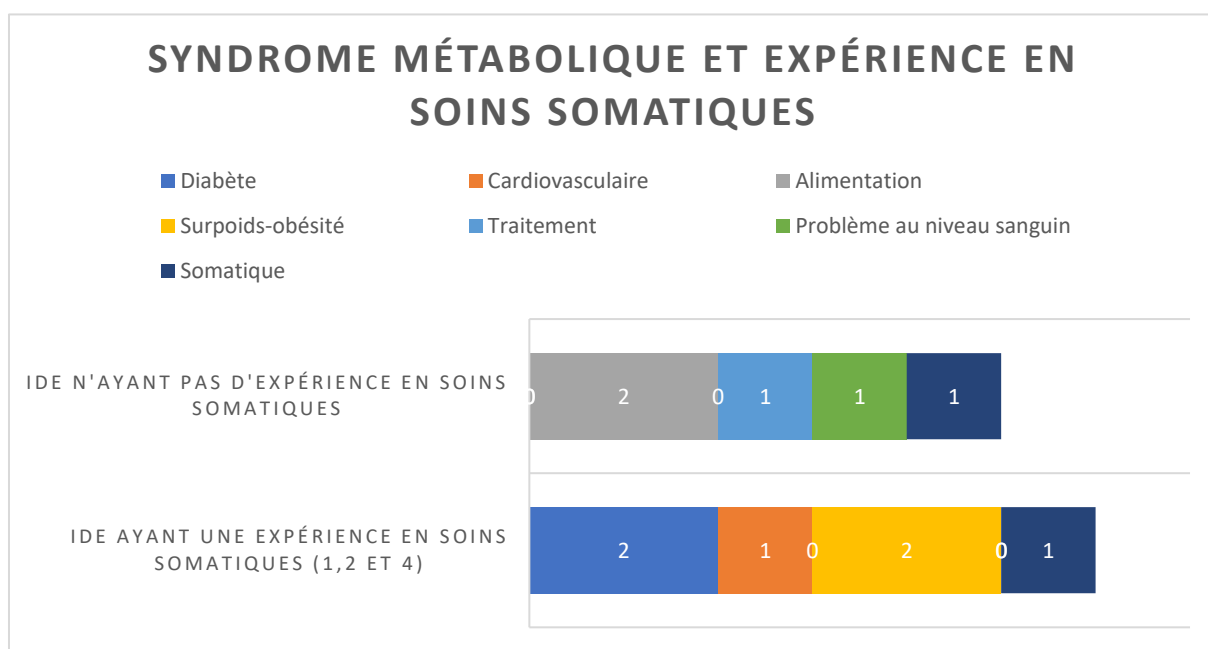 SYNDROME MÉTABOLIQUE ET EXPÉRIENCE EN
SOINS SOMATIQUES
Diabète
Cardiovasculaire
Alimentation
Surpoids-obésité
Traitement
Problème au niveau sanguin
Somatique
IDE N'AYANT PAS D'EXPÉRIENCE EN SOINS
SOMATIQUES
0 2 0 1 1 1
IDE AYANT UNE EXPÉRIENCE EN SOINS
SOMATIQUES (1,2 ET 4)
2 1 0 2 0 1